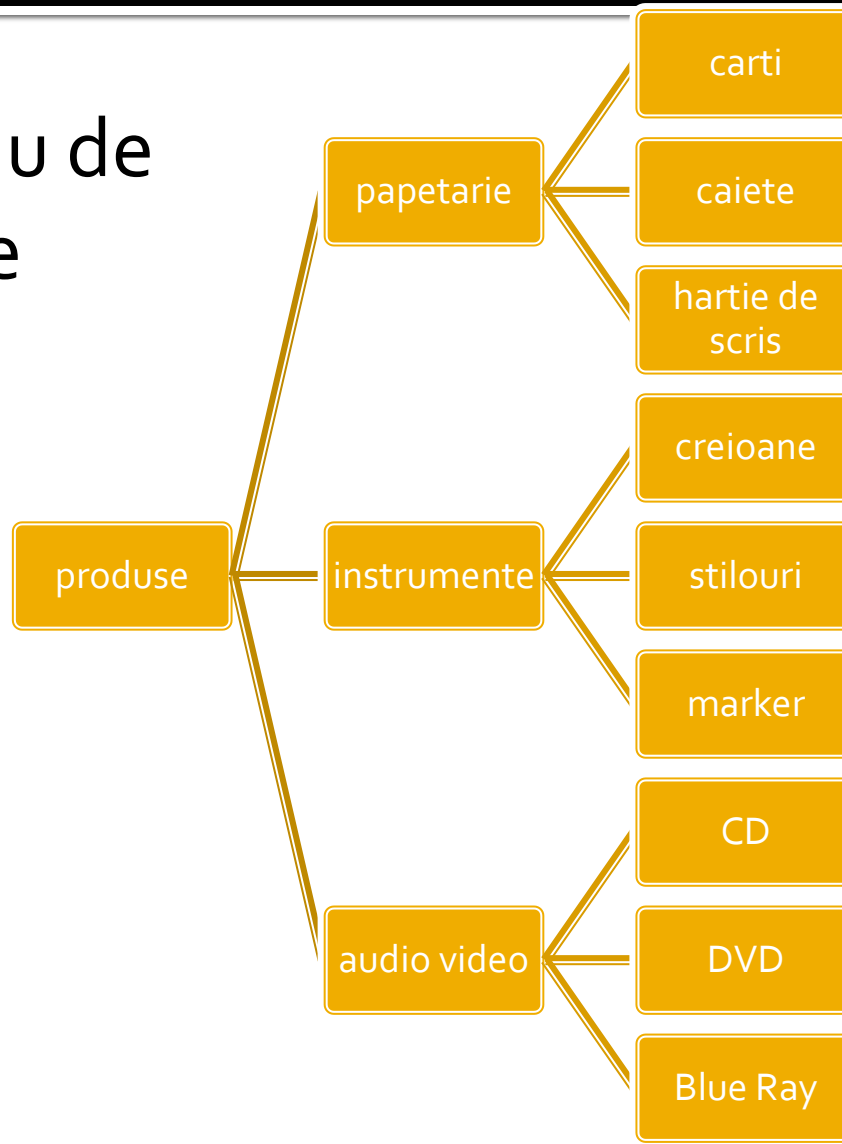 u de
e
carti
papetarie
caiete
hartie de
scris
creioane
produse
instrumente
stilouri
marker
CD
audio video
DVD
Blue Ray